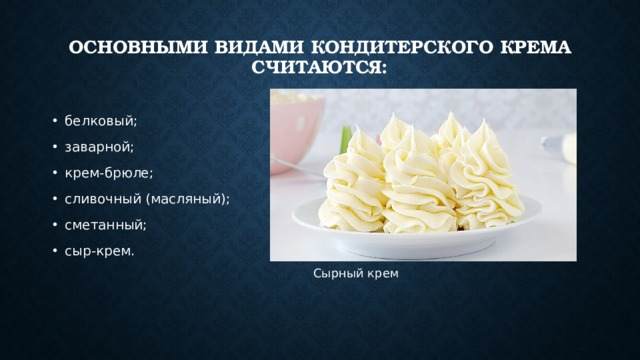 ОСНОВНЫМИ ВИДАМИ КОНДИТЕРСКОГО КРЕМА
СЧИТАЮТСЯ:
• белковый;
• заварной;
• крем-брюле;
• сливочный (масляный);
• сметанный;
• сыр-крем.
Сырный крем